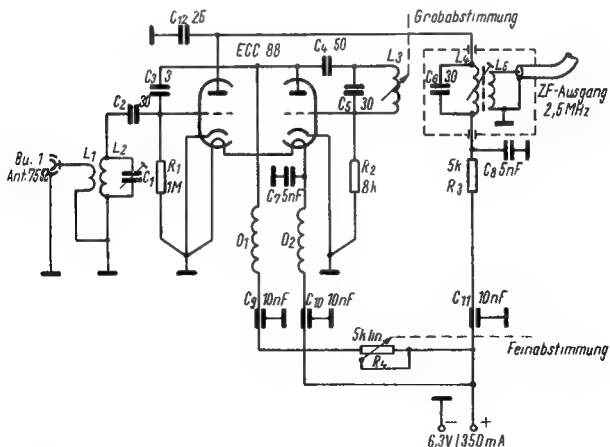 C12 25
Grobabstimmung
ECC 88
C4 50
L3
C3 3
C2 30
C5 30
C6 30
L4
L5
ZF-Ausgang
2,5 MHz
Bu. 1
L1
L2
C1
R1
1M
R2
8k
C7 5nF
C8 5nF
5k
R3
D1
D2
C9 10nF
C10 10nF
C11 10nF
5k lin
R4
Feinabstimmung
− +
6,3V | 350 mA